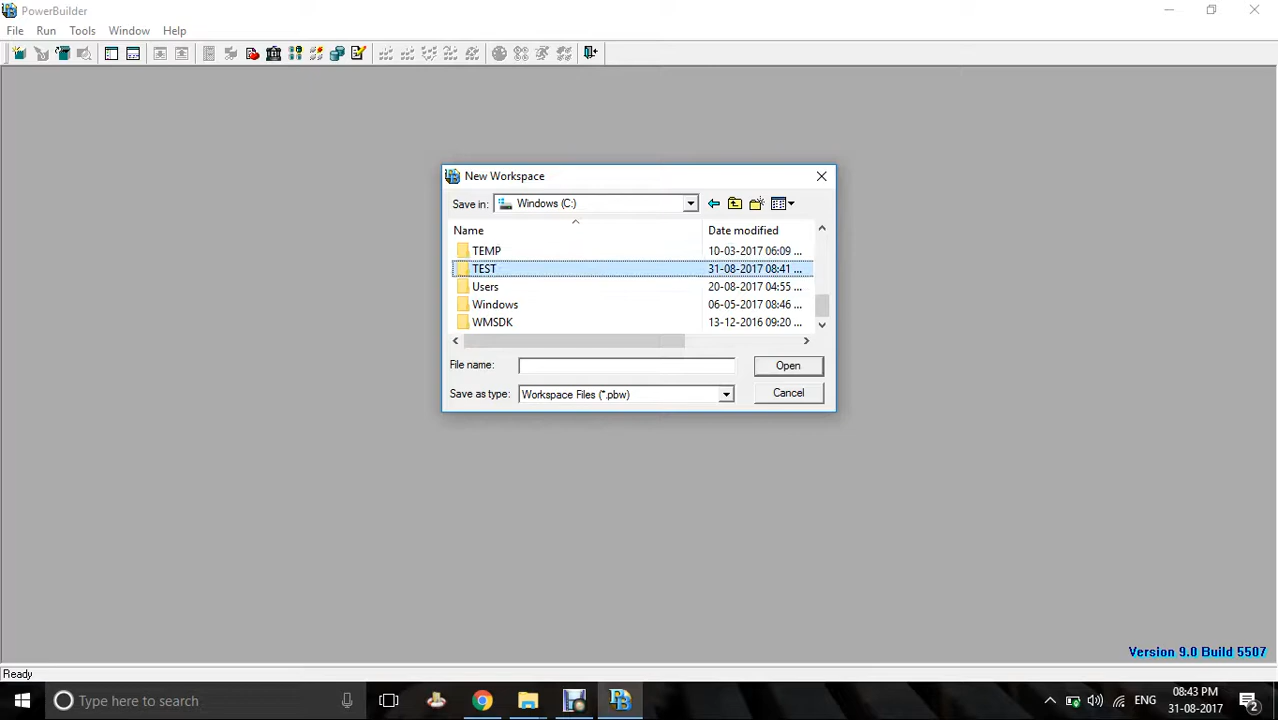 PowerBuilder
File Run Tools Window Help
New Workspace
Save in: Windows (C:)
Name Date modified
TEMP 10-03-2017 06:09 ...
TEST 31-08-2017 08:41 ...
Users 20-08-2017 04:55 ...
Windows 06-05-2017 08:46 ...
WMSDK 13-12-2016 09:20 ...
File name: Open
Save as type: Workspace Files (*.pbw) Cancel
Version 9.0 Build 5507
Ready
Type here to search ENG 08:43 PM
31-08-2017 2